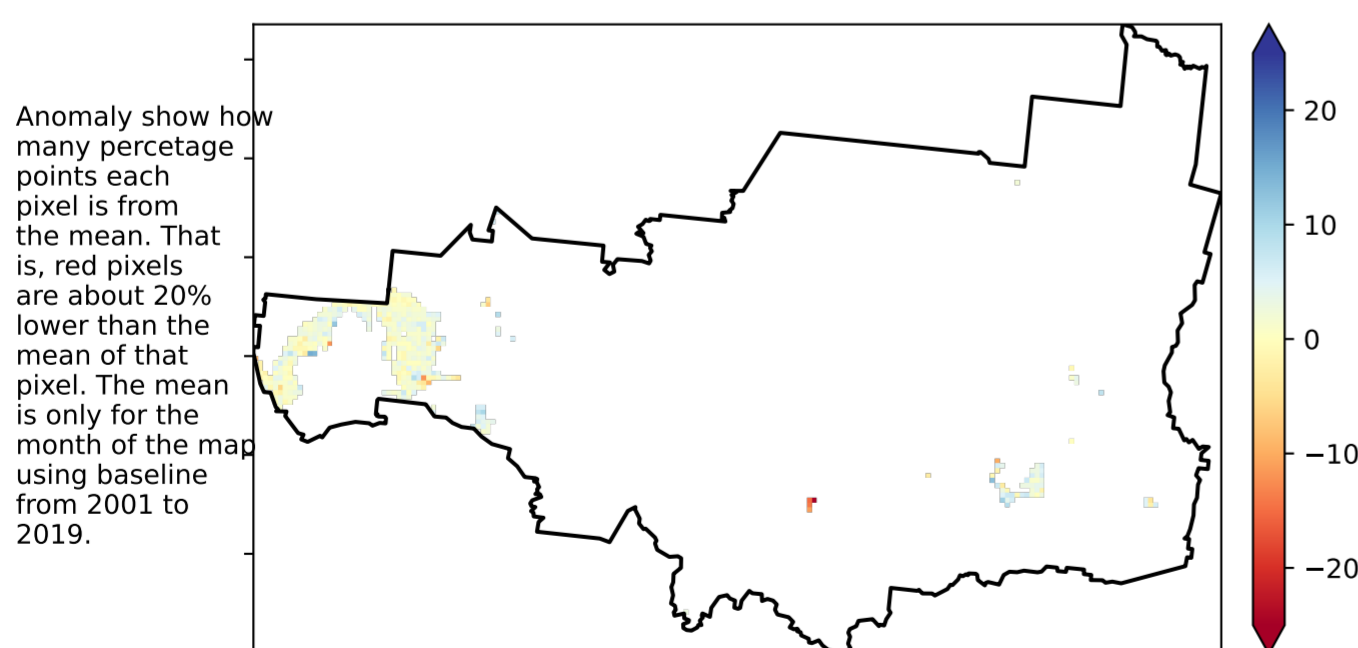 Anomaly show how
many percetage
points each
pixel is from
the mean. That
is, red pixels
are about 20%
lower than the
mean of that
pixel. The mean
is only for the
month of the map
using baseline
from 2001 to
2019.
20
10
0
−10
−20